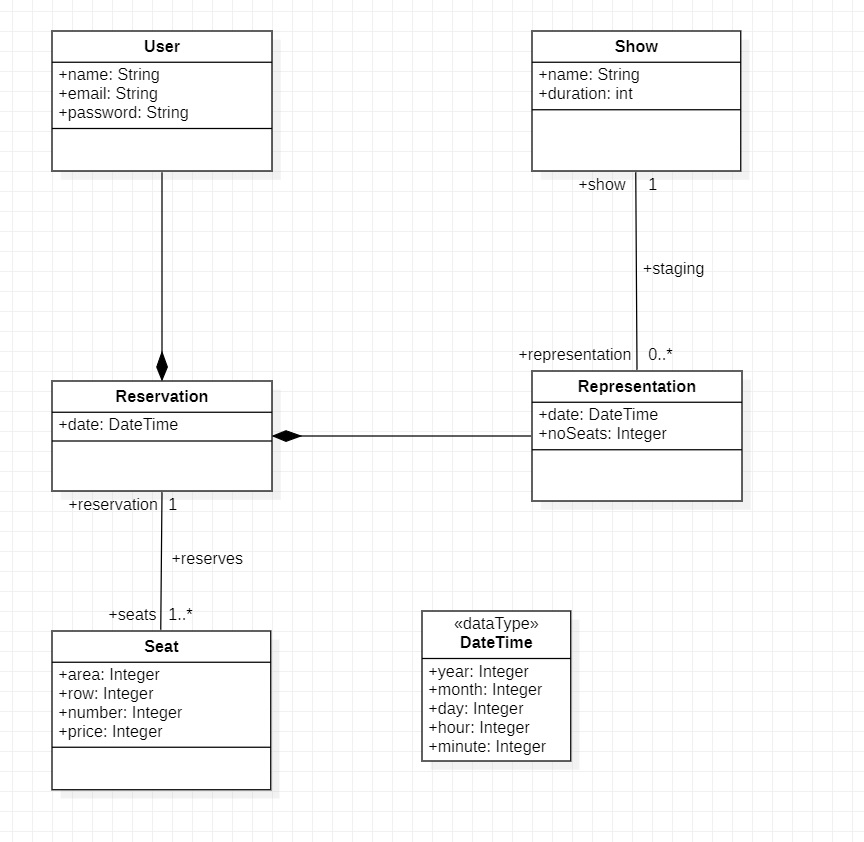 User
+name: String
+email: String
+password: String
Show
+name: String
+duration: int
+show 1
+staging
+representation 0..*
Reservation
+date: DateTime
Representation
+date: DateTime
+noSeats: Integer
+reservation 1
+reserves
+seats 1..*
Seat
+area: Integer
+row: Integer
+number: Integer
+price: Integer
«dataType»
DateTime
+year: Integer
+month: Integer
+day: Integer
+hour: Integer
+minute: Integer